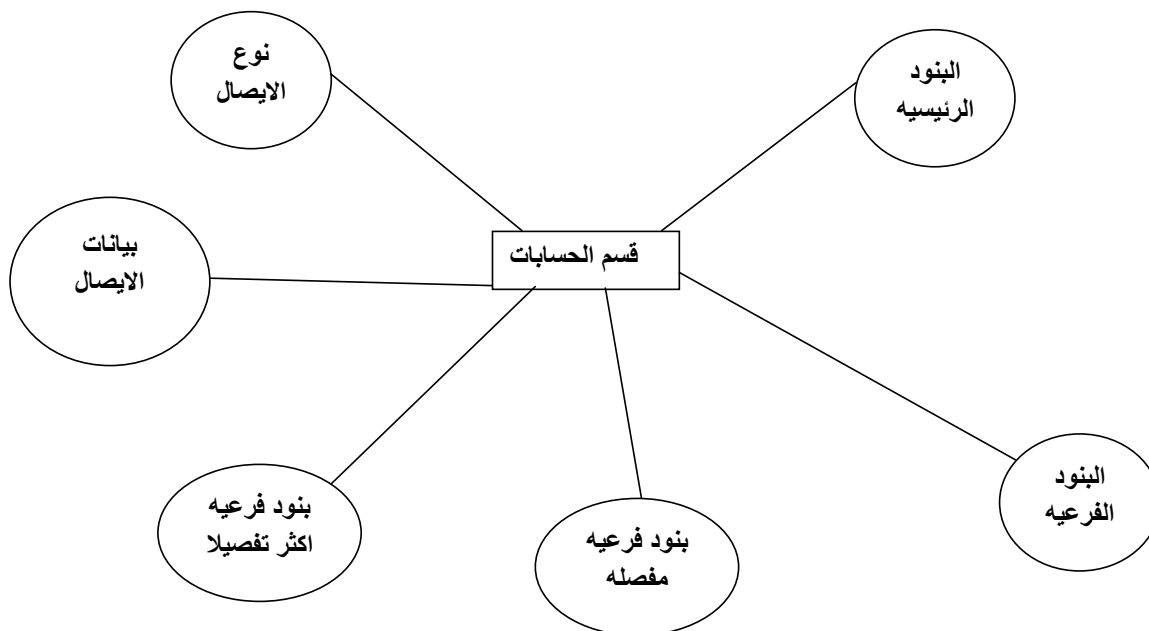 نوع
الايصال
البنود
الرئيسيه
قسم الحسابات
بيانات
الايصال
البنود
الفرعيه
بنود فرعيه
اكثر تفصيلا
بنود فرعيه
مفصله